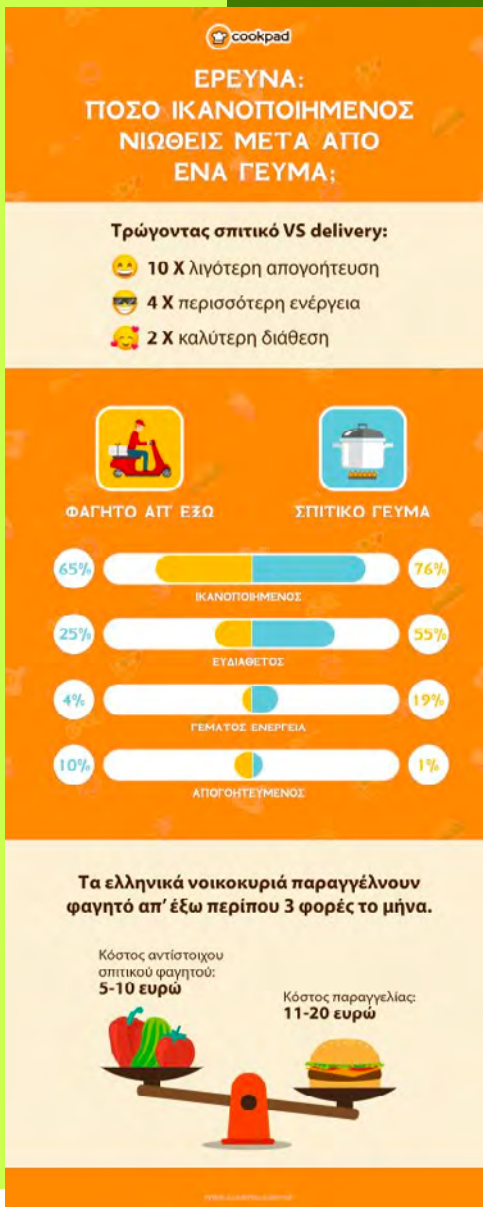 cookpad
ΕΡΕΥΝΑ:
ΠΟΣΟ ΙΚΑΝΟΠΟΙΗΜΕΝΟΣ
ΝΙΩΘΕΙΣ ΜΕΤΑ ΑΠΟ
ΕΝΑ ΓΕΥΜΑ;
Τρώγοντας σπιτικό VS delivery:
10 X λιγότερη απογοήτευση
4 X περισσότερη ενέργεια
2 X καλύτερη διάθεση
ΦΑΓΗΤΟ ΑΠ' ΕΞΩ
ΣΠΙΤΙΚΟ ΓΕΥΜΑ
65% 76%
ΙΚΑΝΟΠΟΙΗΜΕΝΟΣ
25% 55%
ΕΥΔΙΑΘΕΤΟΣ
4% 19%
ΓΕΜΑΤΟΣ ΕΝΕΡΓΕΙΑ
10% 1%
ΑΠΟΓΟΗΤΕΥΜΕΝΟΣ
Τα ελληνικά νοικοκυριά παραγγέλνουν
φαγητό απ' έξω περίπου 3 φορές το μήνα.
Κόστος αντίστοιχου
σπιτικού φαγητού:
5-10 ευρώ
Κόστος παραγγελίας:
11-20 ευρώ